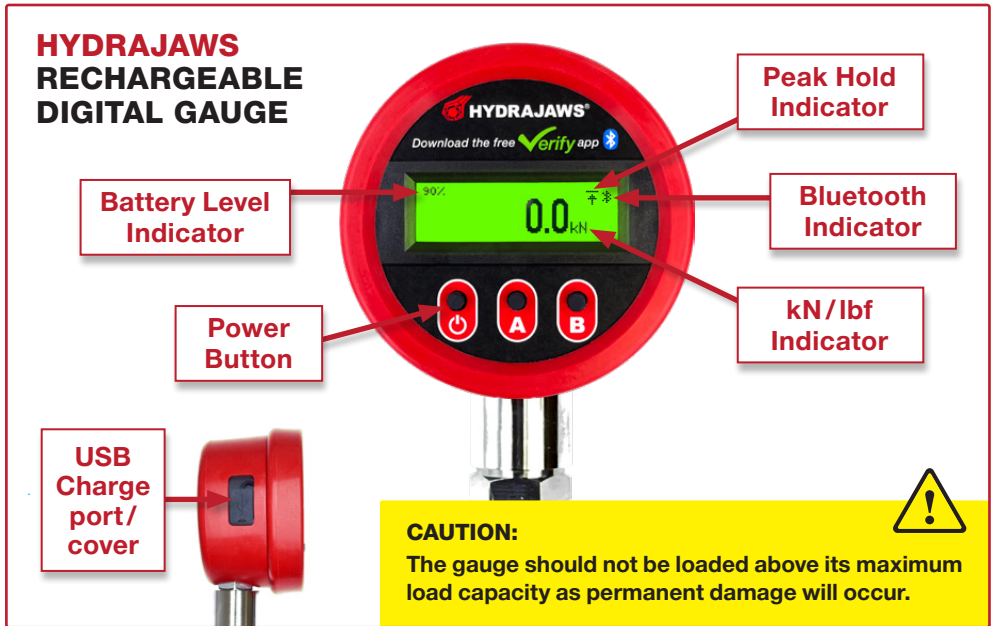 HYDRAJAWS
RECHARGEABLE
DIGITAL GAUGE
HYDRAJAWS®
Download the free Verify app
90%
0.0kN
A
B
Battery Level
Indicator
Power
Button
Peak Hold
Indicator
Bluetooth
Indicator
kN/lbf
Indicator
USB
Charge
port/
cover
CAUTION:
The gauge should not be loaded above its maximum
load capacity as permanent damage will occur.